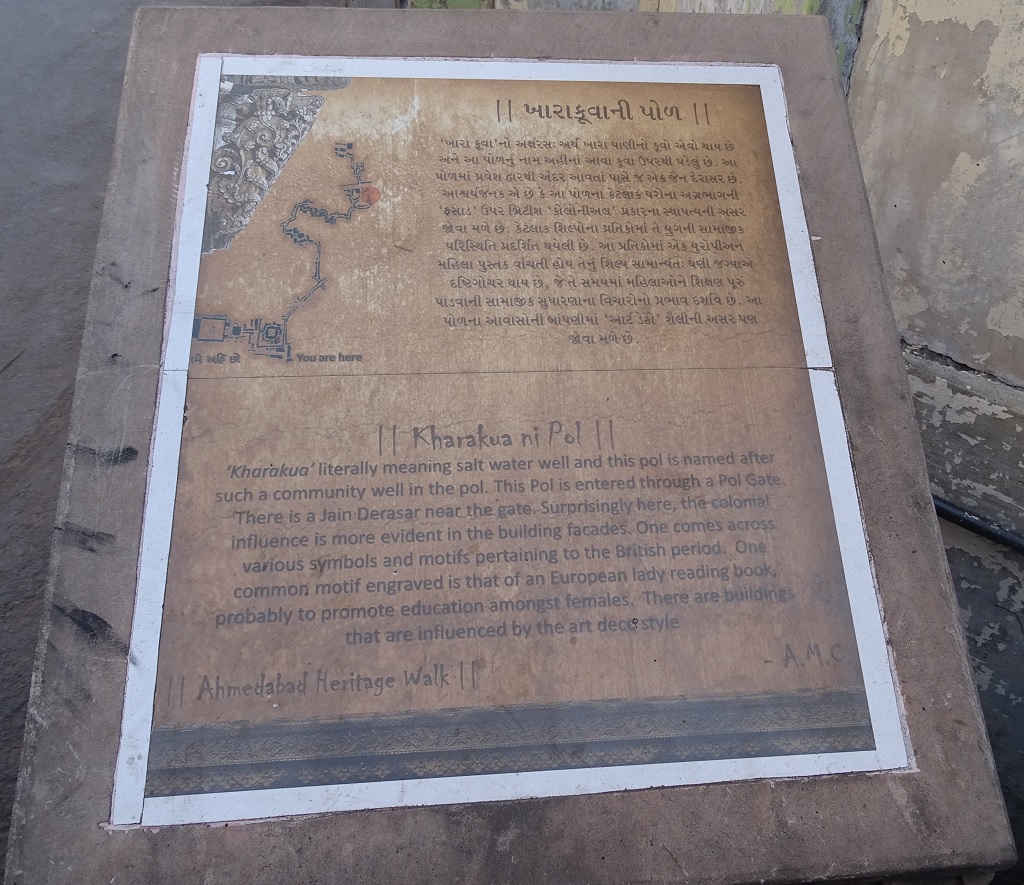 || ખારાકૂવાની પોળ ||
'ખારા કૂવા'નો અક્ષરસઃ અર્થ ખારા પાણીનો કૂવો એવો થાય છે
અને આ પોળનું નામ અહીંના આવા કૂવા ઉપરથી પડેલું છે. આ
પોળમાં પ્રવેશ દ્વારથી અંદર આવતાં પાસે જ એક જૈન દેરાસર છે.
આશ્ચર્યજનક એ છે કે આ પોળના કેટલાક ઘરોના અગ્રભાગની
'ફસાડ' ઉપર બ્રિટીશ 'કોલોનીઅલ' પ્રકારના સ્થાપત્યની અસર
જોવા મળે છે. કેટલાક શિલ્પોના પ્રતિકોમાં તે યુગની સામાજીક
પરિસ્થિતિ પ્રદર્શિત થયેલી છે. આ પ્રતિકોમાં એક યુરોપીઅન
મહિલા પુસ્તક વાંચતી હોય તેનું શિલ્પ સામાન્યતઃ ઘણી જગ્યાએ
દષ્ટિગોચર થાય છે, જે તે સમયમાં મહિલાઓને શિક્ષણ પૂરું
પાડવાની સામાજીક સુધારણાના વિચારોનો પ્રભાવ દર્શાવે છે. આ
પોળના આવાસોની બાંધણીમાં 'આર્ટ ડેકો' શૈલીની અસર પણ
જોવા મળે છે.
અહિં છો
You are here
|| Kharakua ni Pol ||
'Kharakua' literally meaning salt water well and this pol is named after
such a community well in the pol. This Pol is entered through a Pol Gate.
There is a Jain Derasar near the gate. Surprisingly here, the colonial
influence is more evident in the building facades. One comes across
various symbols and motifs pertaining to the British period. One
common motif engraved is that of an European lady reading book,
probably to promote education amongst females. There are buildings
that are influenced by the art deco style
- A.M.C
|| Ahmedabad Heritage Walk ||